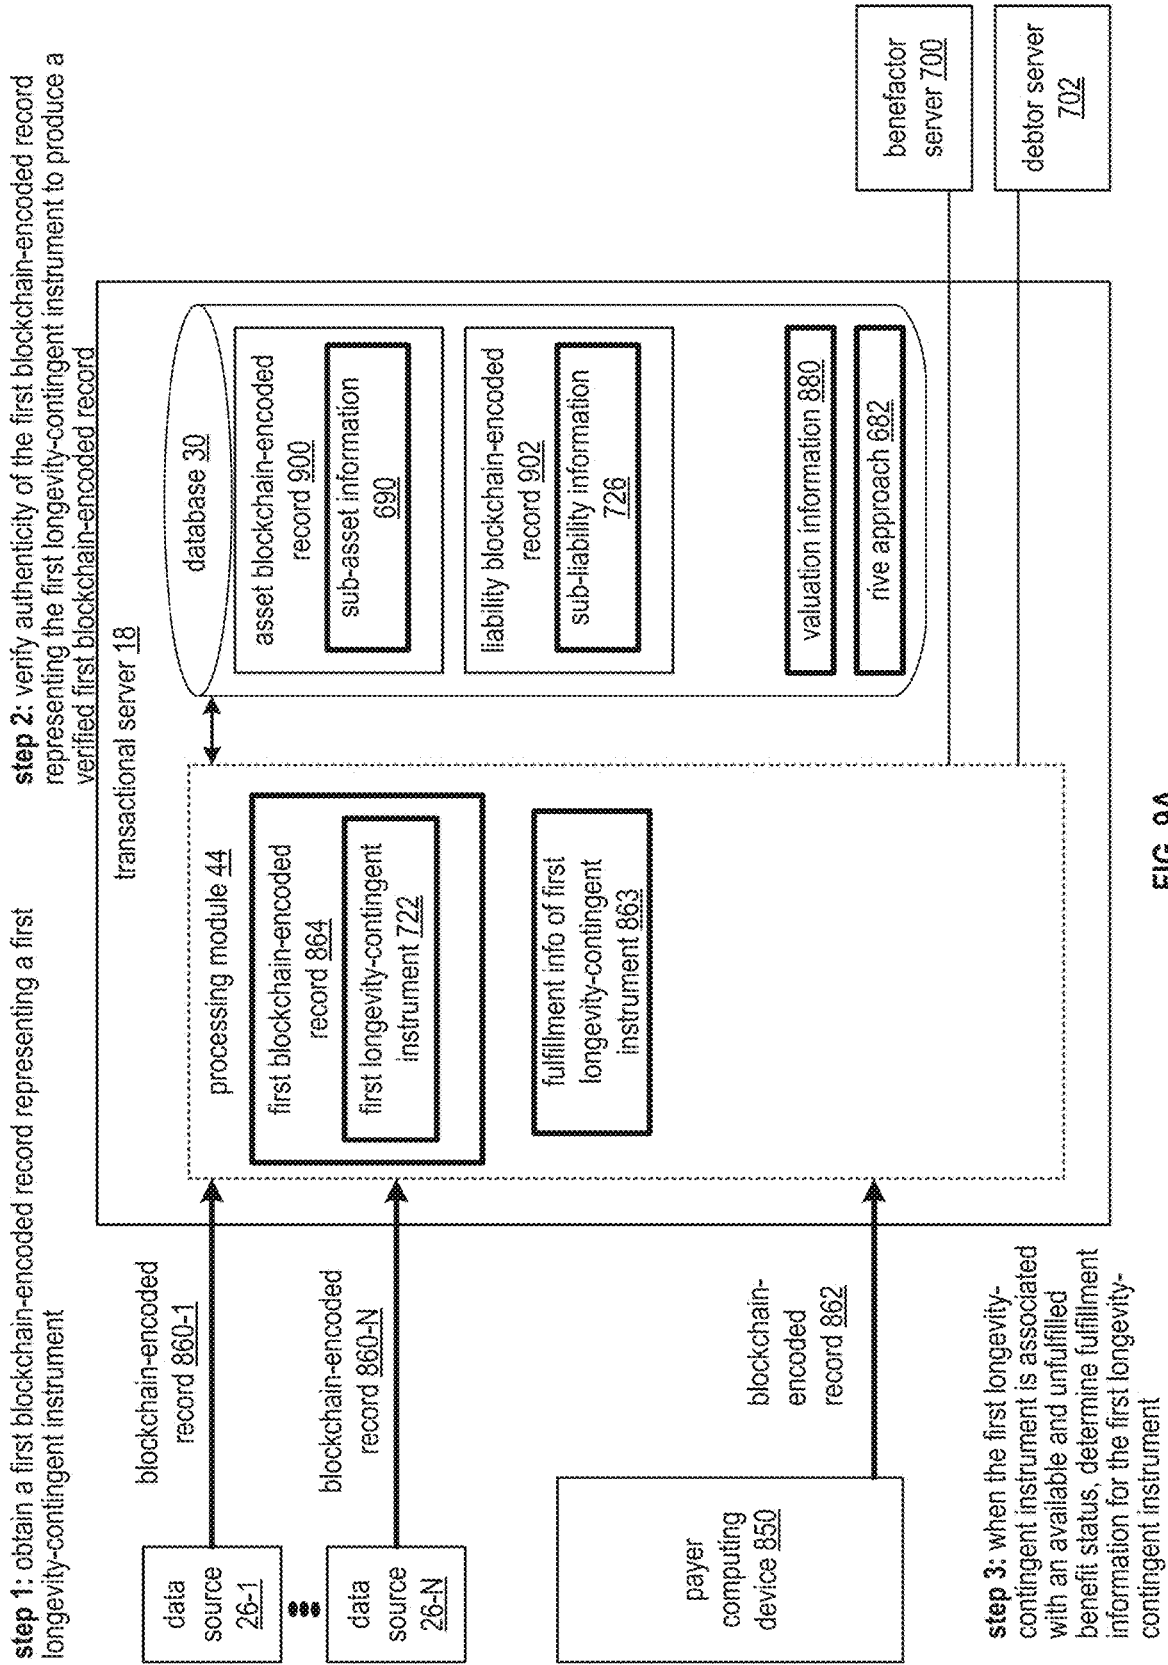 step 1: obtain a first blockchain-encoded record representing a first
longevity-contingent instrument
step 2: verify authenticity of the first blockchain-encoded record
representing the first longevity-contingent instrument to produce a
verified first blockchain-encoded record
transactional server 18
data
source
26-1
data
source
26-N
blockchain-encoded
record 860-1
blockchain-encoded
record 860-N
payer
computing
device 850
blockchain-
encoded
record 862
processing module 44
first blockchain-encoded
record 864
first longevity-contingent
instrument 722
fulfillment info of first
longevity-contingent
instrument 863
database 30
asset blockchain-encoded
record 900
sub-asset information
690
liability blockchain-encoded
record 902
sub-liability information
726
valuation information 880
rive approach 682
benefactor
server 700
debtor server
702
step 3: when the first longevity-
contingent instrument is associated
with an available and unfulfilled
benefit status, determine fulfillment
information for the first longevity-
contingent instrument
FIG. 9A